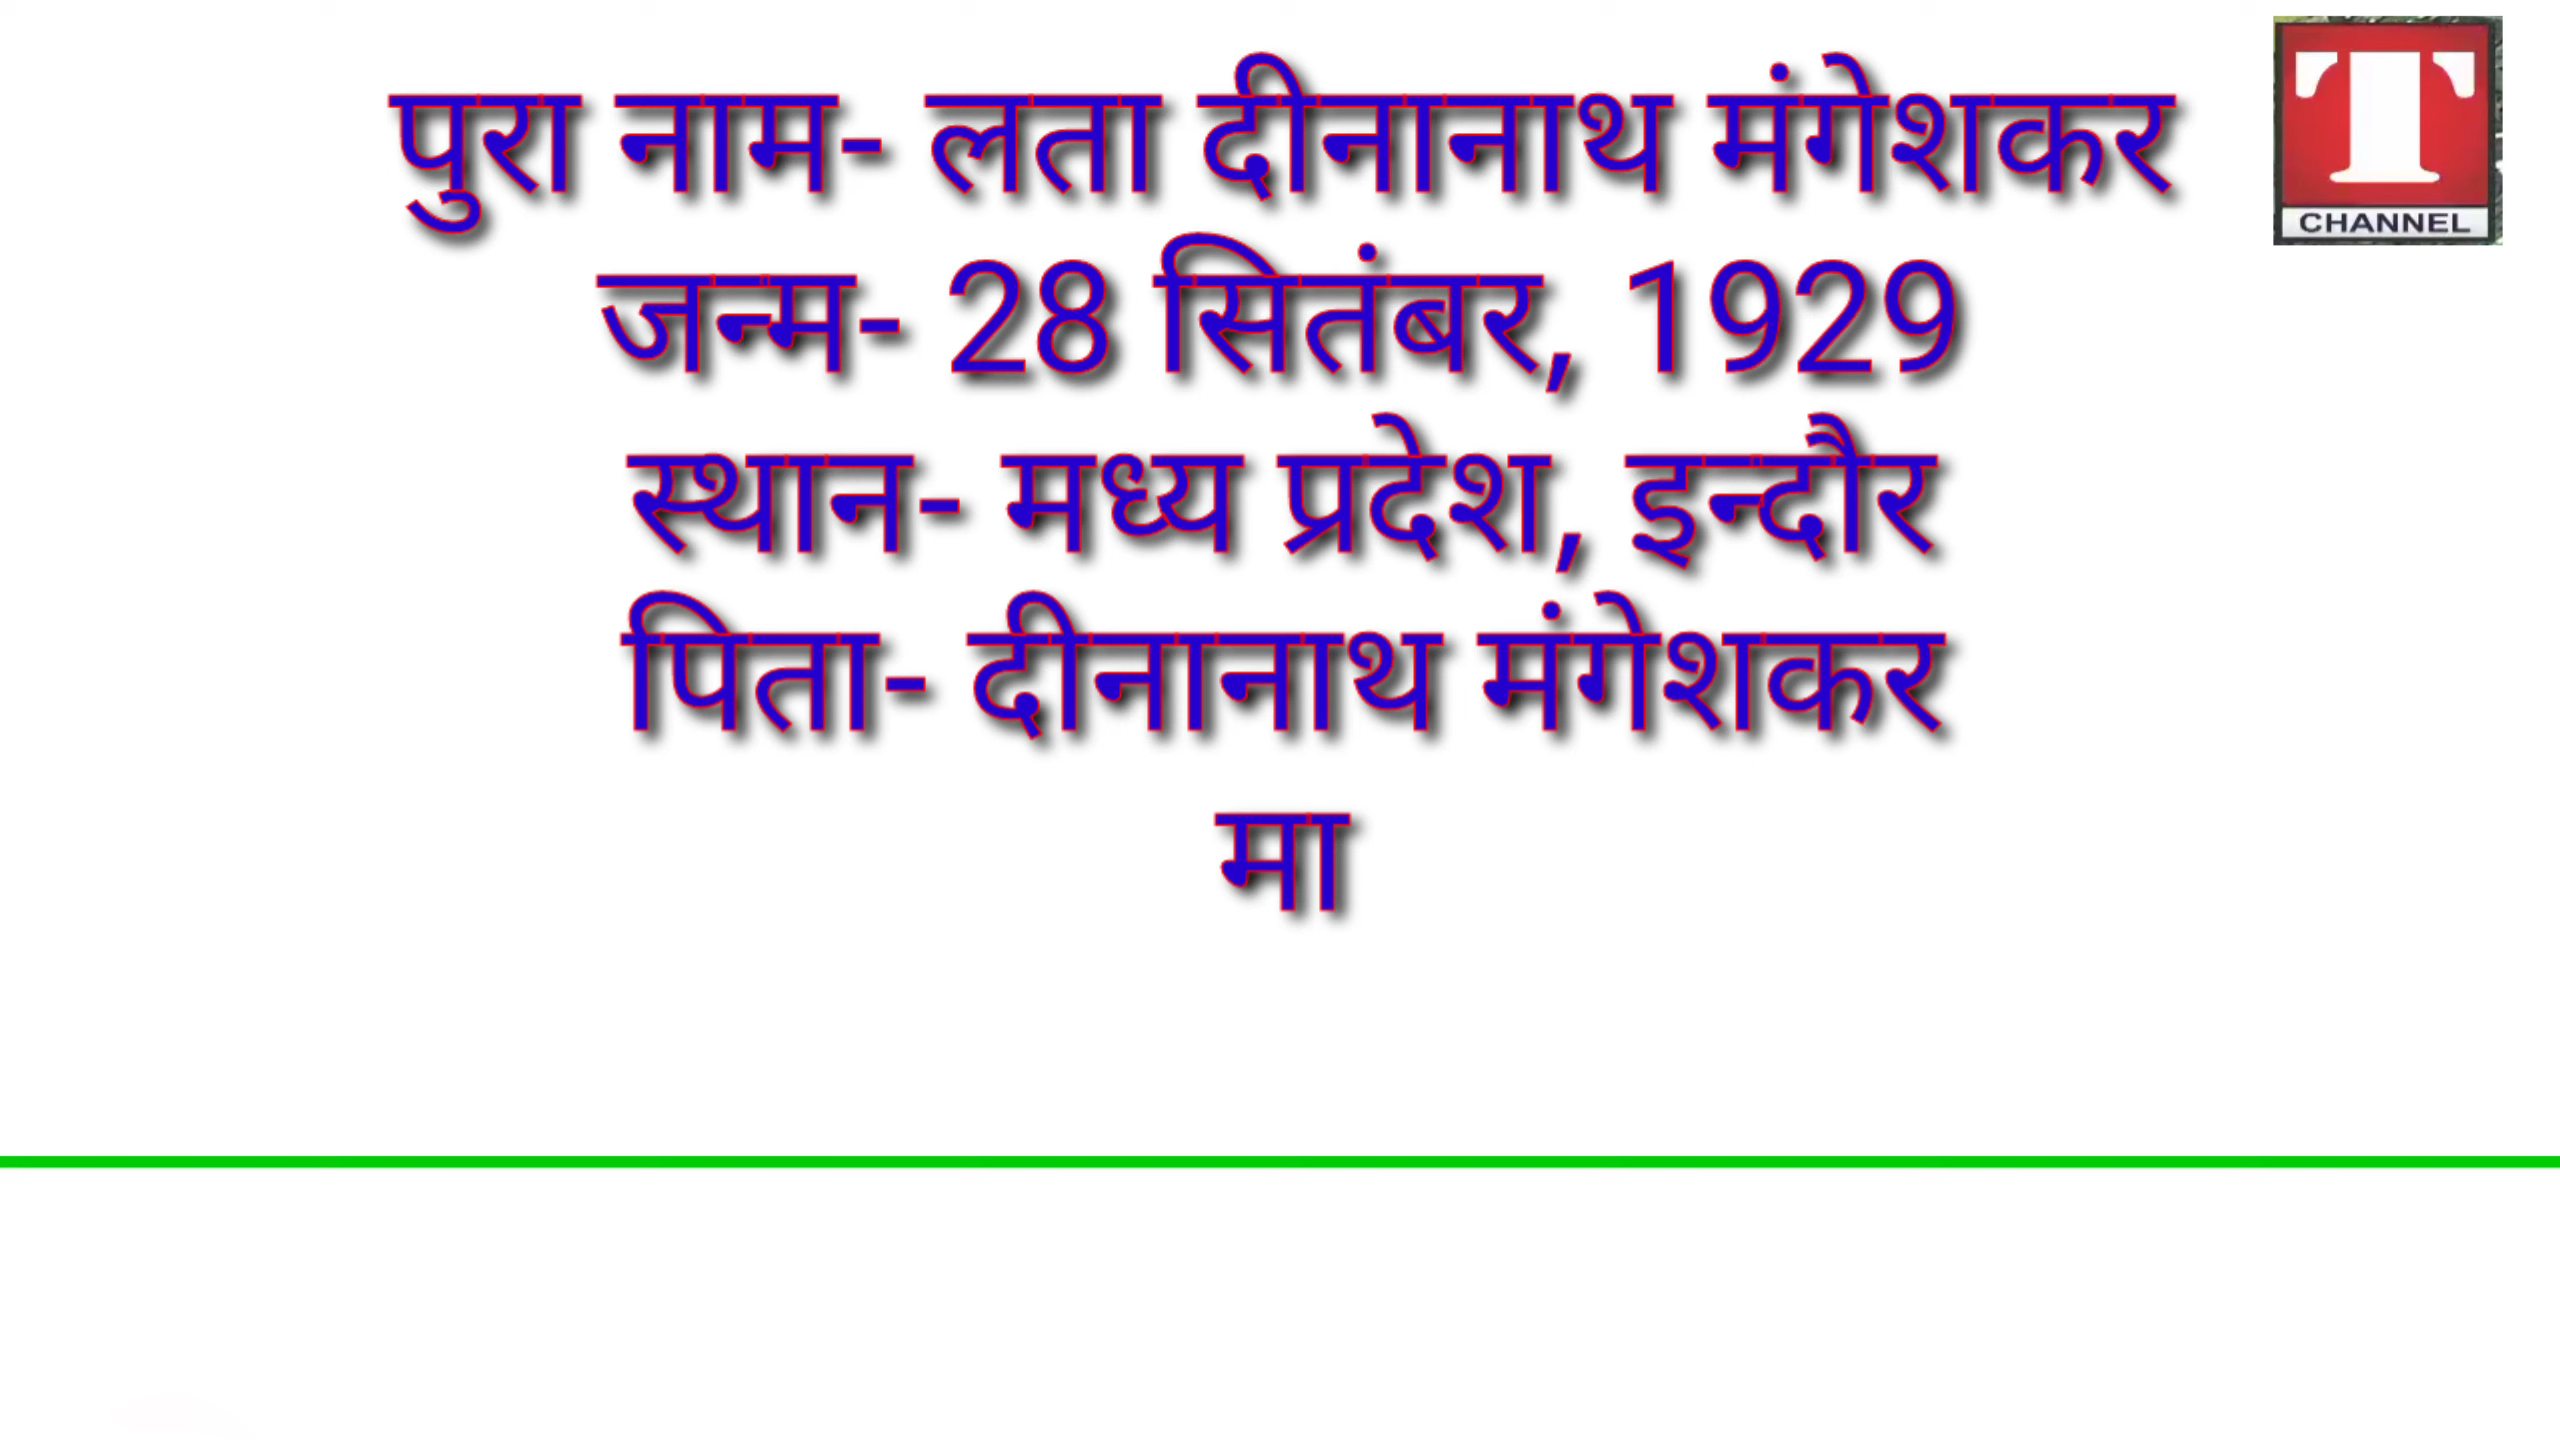 पुरा नाम- लता दीनानाथ मंगेशकर
जन्म- 28 सितंबर, 1929
स्थान- मध्य प्रदेश, इन्दौर
पिता- दीनानाथ मंगेशकर
मा
T
CHANNEL